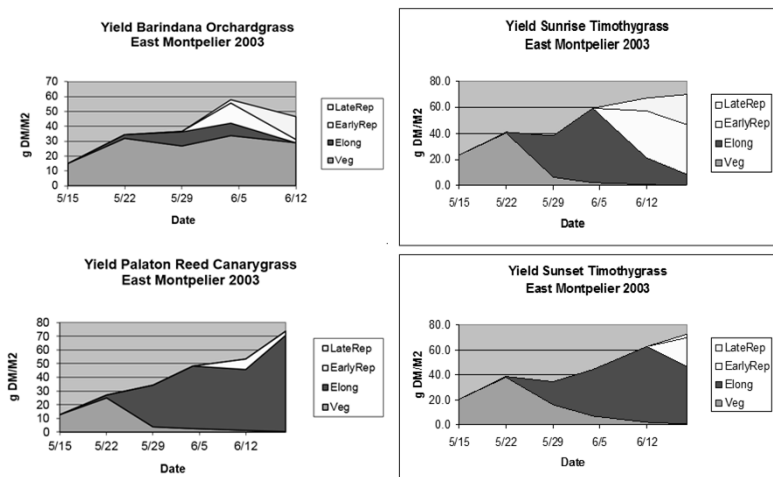 Yield Barindana Orchardgrass
East Montpelier 2003
g DM/M2
70
60
50
40
30
20
10
0
5/15 5/22 5/29 6/5 6/12
Date
LateRep
EarlyRep
Elong
Veg
Yield Sunrise Timothygrass
East Montpelier 2003
g DM/M2
80.0
60.0
40.0
20.0
0.0
5/15 5/22 5/29 6/5 6/12
Date
LateRep
EarlyRep
Elong
Veg
Yield Palaton Reed Canarygrass
East Montpelier 2003
g DM/M2
80
70
60
50
40
30
20
10
0
5/15 5/22 5/29 6/5 6/12
Date
LateRep
EarlyRep
Elong
Veg
Yield Sunset Timothygrass
East Montpelier 2003
g DM/M2
80.0
60.0
40.0
20.0
0.0
5/15 5/22 5/29 6/5 6/12
Date
LateRep
EarlyRep
Elong
Veg